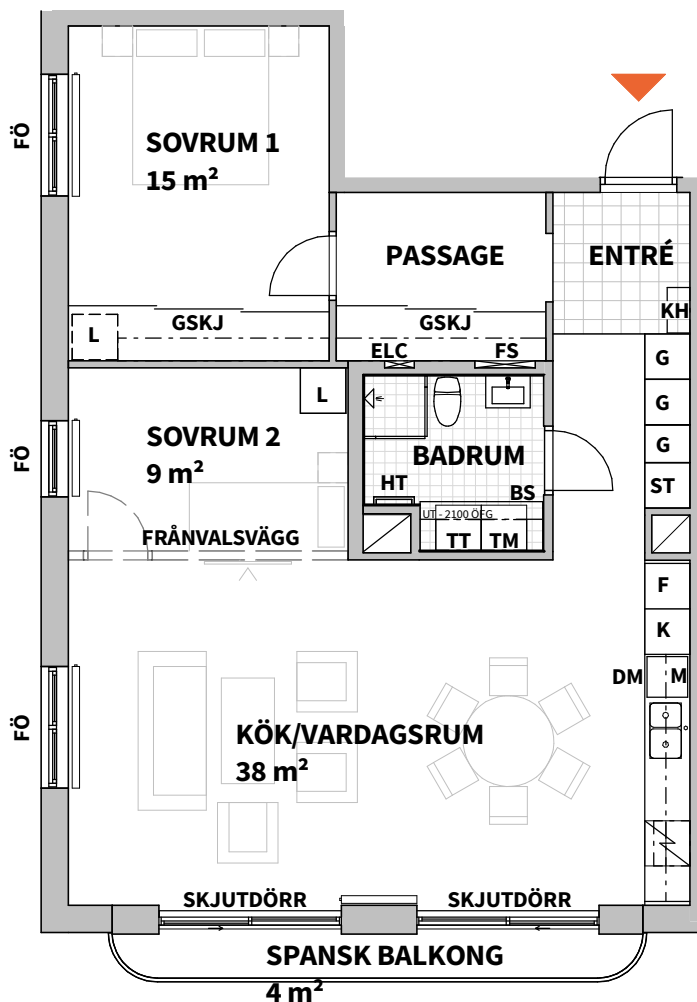 SOVRUM 1
15 m²
FÖ
PASSAGE
ENTRÉ
KH
GSKJ
GSKJ
L
ELC
FS
G
G
G
ST
L
SOVRUM 2
9 m²
FÖ
BADRUM
HT
BS
UT - 2100 ÖFG
TT
TM
FRÅNVALSVÄGG
F
K
DM
M
FÖ
KÖK/VARDAGSRUM
38 m²
SKJUTDÖRR
SKJUTDÖRR
SPANSK BALKONG
4 m²